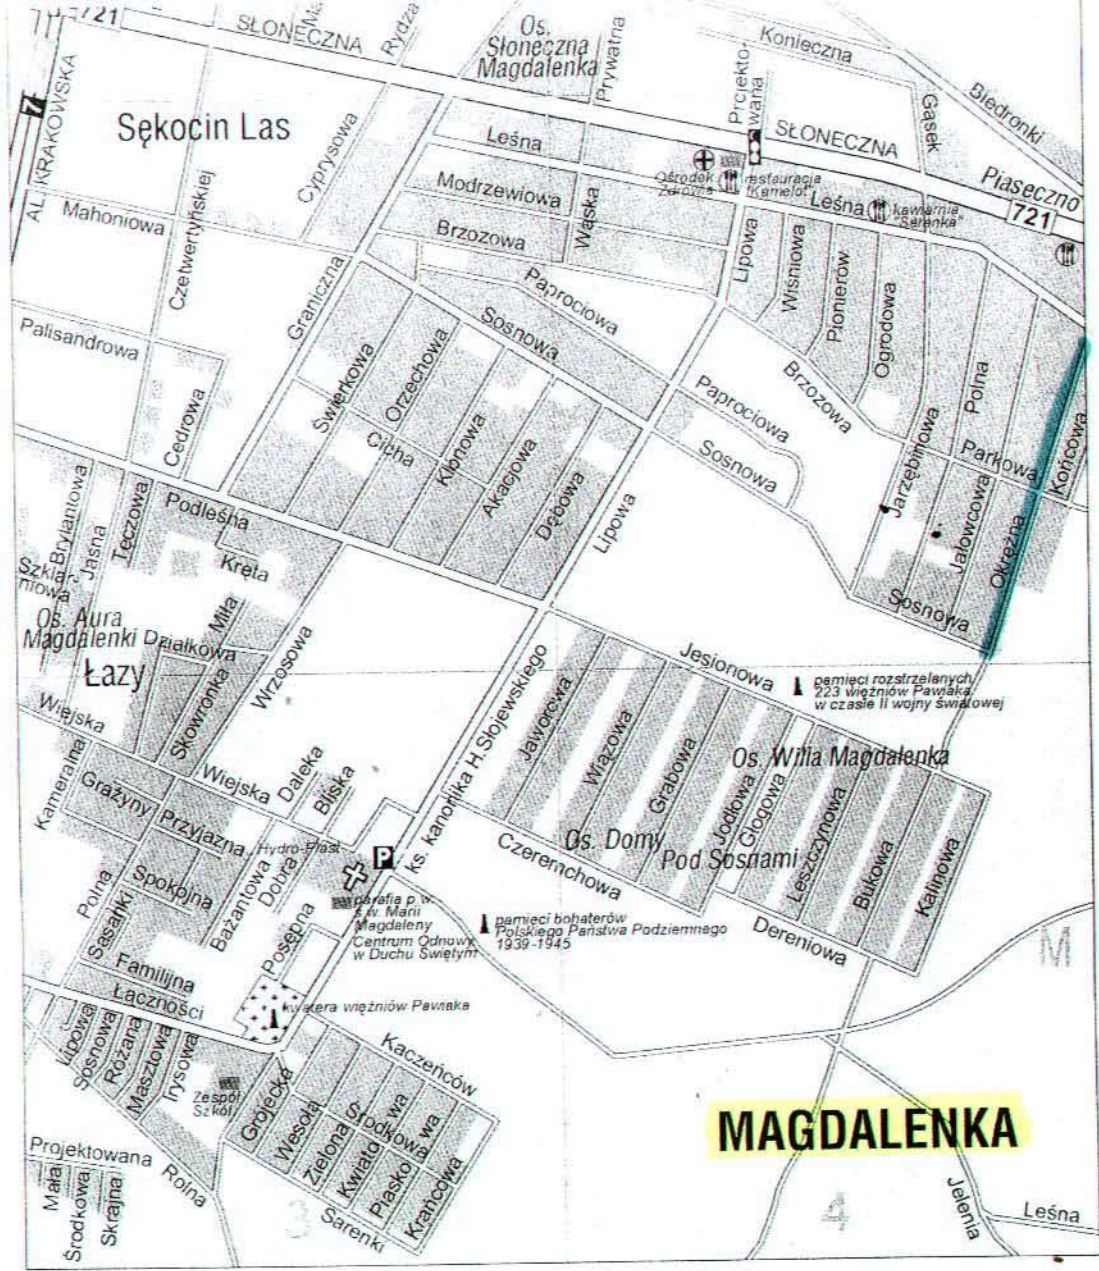 721
SŁONECZNA
Rydza
Os.
Słoneczna
Magdalenka
Prywatna
Konieczna
Projekto-
wana
Gąsek
Biedronki
7
AL. KRAKOWSKA
Sękocin Las
Cyprysowa
Leśna
SŁONECZNA
Piaseczno
721
Ośrodek
Zdrowia
restauracja
"Kamelot"
Leśna
kawiarnia
"Sarenka"
Mahoniowa
Czetwertyńskiej
Modrzewiowa
Wąska
Brzozowa
Lipowa
Wiśniowa
Pionierów
Ogrodowa
Graniczna
Paprociowa
Sosnowa
Palisandrowa
Cedrowa
Świerkowa
Orzechowa
Cicha
Klonowa
Akacjowa
Dębowa
Paprociowa
Sosnowa
Brzozowa
Polna
Parkowa
Końcowa
Jarzębinowa
Jałowcowa
Okrężna
Sosnowa
Lipowa
Brylantowa
Jasna
Tęczowa
Podleśna
Kręta
Szklar-
niowa
Os. Aura
Magdalenki
Miła
Działkowa
Łazy
Skowronka
Wrzosowa
Jesionowa
pamięci rozstrzelanych
223 więźniów Pawiaka
w czasie II wojny światowej
Wiejska
Kameralna
Wiejska
Daleka
Bliska
ks. kanonika H.Słojewskiego
Jaworowa
Wiązowa
Grabowa
Os. Willa Magdalenka
Jodłowa
Głogowa
Leszczynowa
Bukowa
Kalinowa
Grażyny
Przyjazna
Hydro-Plast
P
Czeremchowa
Os. Domy
Pod Sosnami
Dereniowa
Spokojna
Polna
Sasanki
Bażantowa
Dobra
Posępna
parafia p.w.
św. Marii
Magdaleny
Centrum Odnowy
w Duchu Świętym
pamięci bohaterów
Polskiego Państwa Podziemnego
1939-1945
M
Familijna
Łączności
kwatera więźniów Pawiaka
Lipowa
Sosnowa
Różana
Masztowa
Irysowa
Zespół
Szkół
Grójecka
Wesoła
Zielona
Kwiatowa
Piaskowa
Krańcowa
Środkowa
Kaczeńców
Sarenki
MAGDALENKA
Projektowana
Rolna
Mała
Środkowa
Skrajna
3
4
Jelenia
Leśna